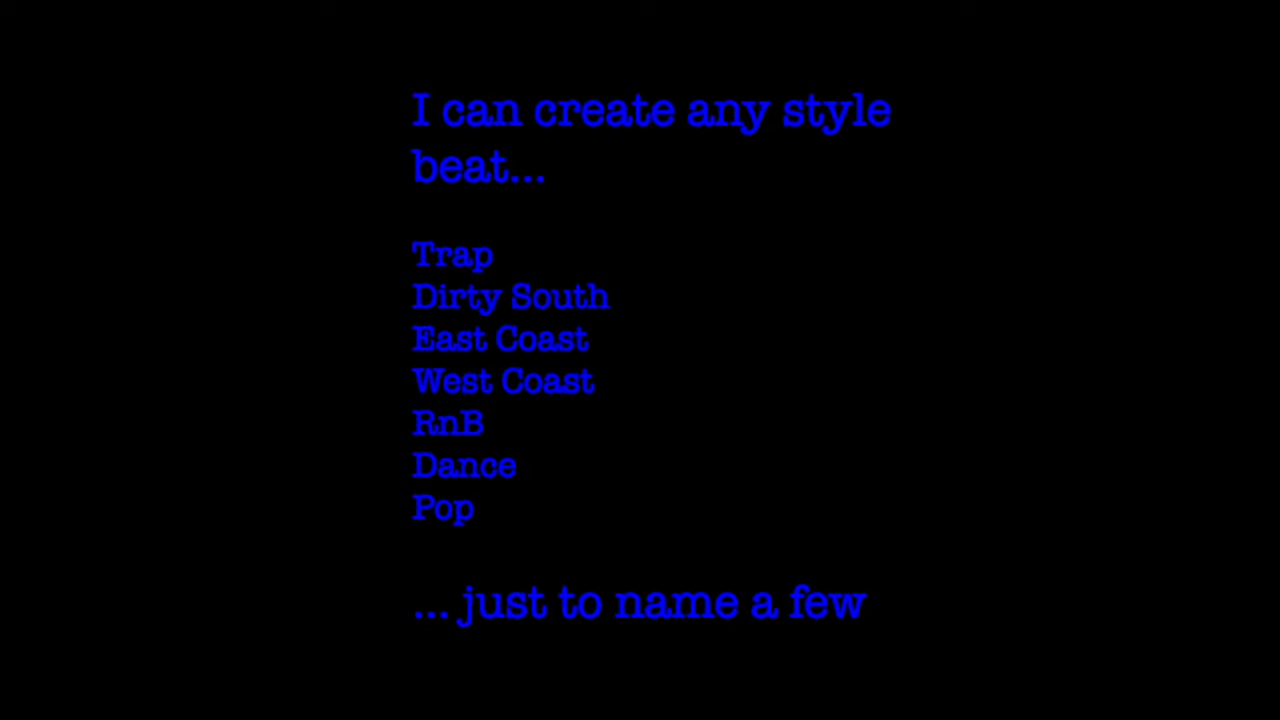 I can create any style
beat...
Trap
Dirty South
East Coast
West Coast
RnB
Dance
Pop
... just to name a few